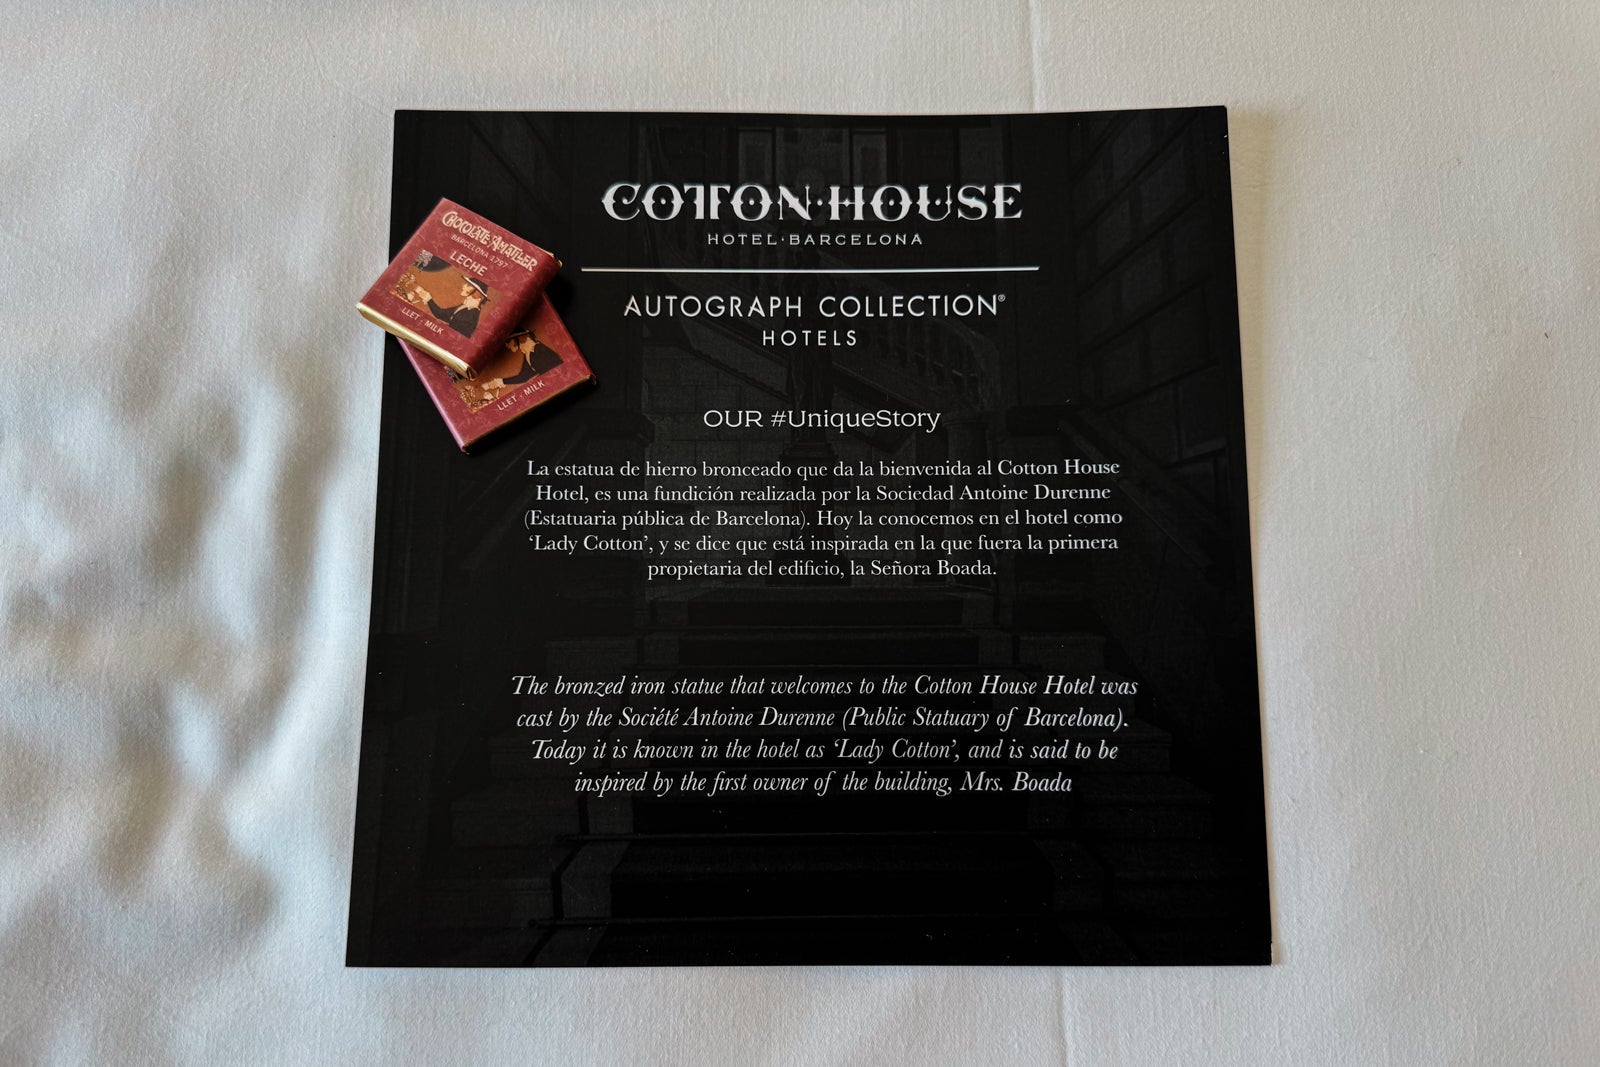 COTTON·HOUSE
HOTEL·BARCELONA
AUTOGRAPH COLLECTION®
HOTELS
CHOCOLATE AMATLLER
BARCELONA 1797
LECHE
LLET - MILK
LLET - MILK
OUR #UniqueStory
La estatua de hierro bronceado que da la bienvenida al Cotton House
Hotel, es una fundición realizada por la Sociedad Antoine Durenne
(Estatuaria pública de Barcelona). Hoy la conocemos en el hotel como
‘Lady Cotton’, y se dice que está inspirada en la que fuera la primera
propietaria del edificio, la Señora Boada.
The bronzed iron statue that welcomes to the Cotton House Hotel was
cast by the Société Antoine Durenne (Public Statuary of Barcelona).
Today it is known in the hotel as ‘Lady Cotton’, and is said to be
inspired by the first owner of the building, Mrs. Boada